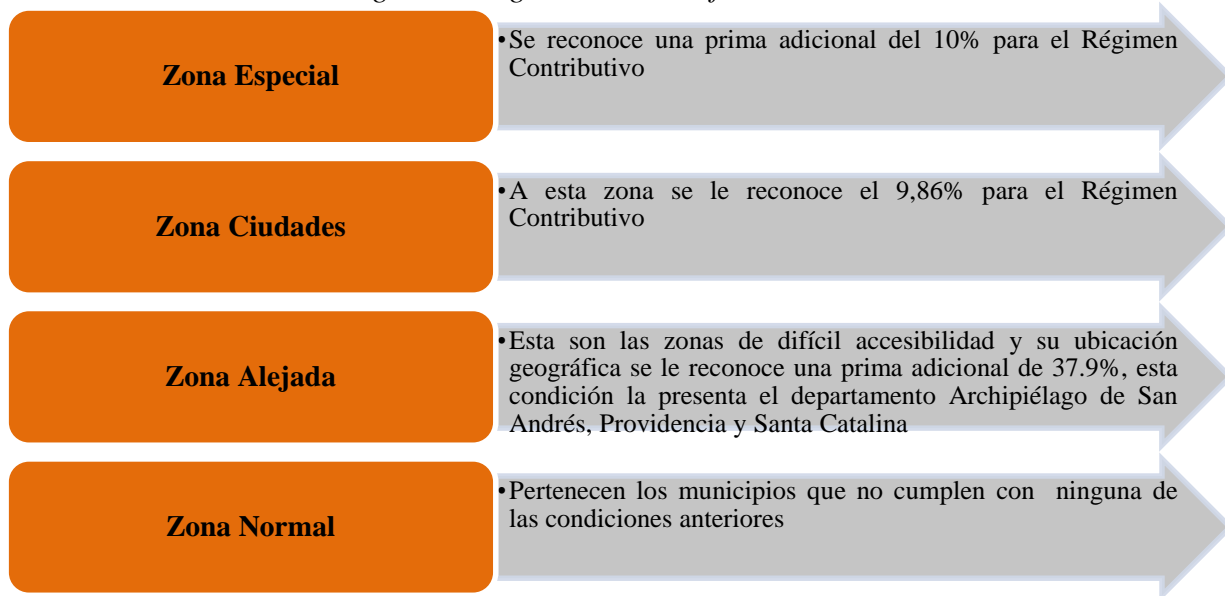 Zona Especial
•Se reconoce una prima adicional del 10% para el Régimen
Contributivo
Zona Ciudades
•A esta zona se le reconoce el 9,86% para el Régimen
Contributivo
Zona Alejada
•Esta son las zonas de difícil accesibilidad y su ubicación
geográfica se le reconoce una prima adicional de 37.9%, esta
condición la presenta el departamento Archipiélago de San
Andrés, Providencia y Santa Catalina
Zona Normal
•Pertenecen los municipios que no cumplen con ninguna de
las condiciones anteriores